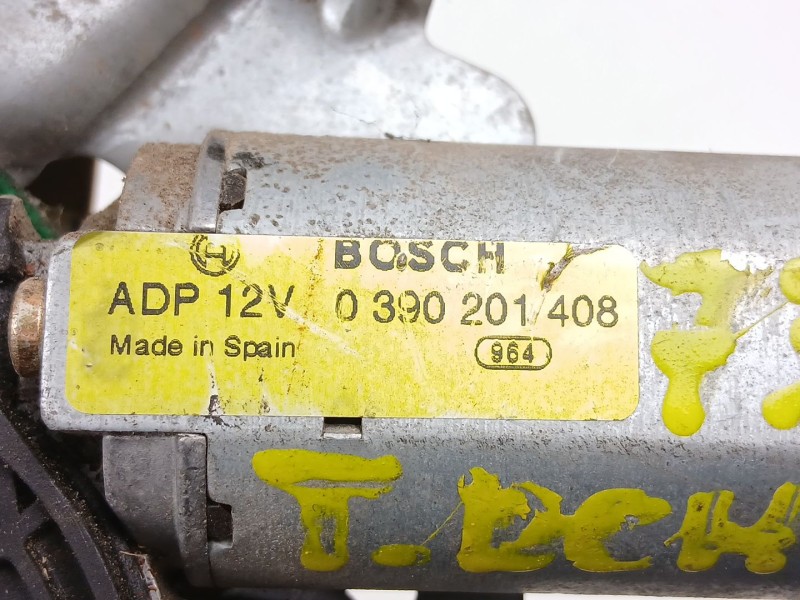 BOSCH
ADP 12V 0 390 201 408
Made in Spain 964
T. DCH